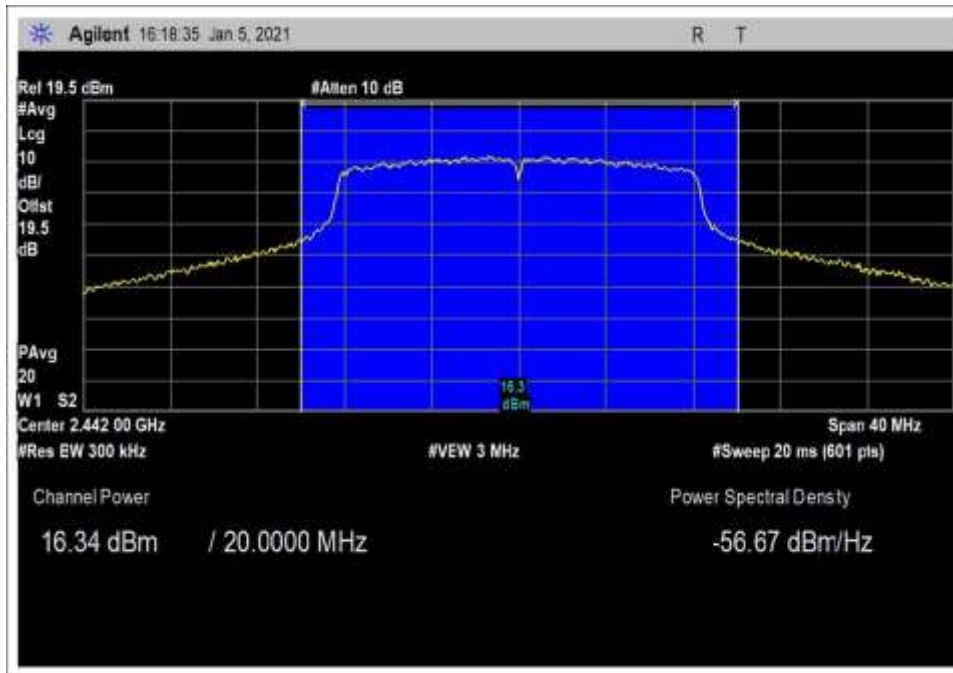 Agilent 16:18:35 Jan 5, 2021 R T
Ref 19.5 dBm #Atten 10 dB
#Avg
Log
10
dB/
Offst
19.5
dB
16.3
dBm
PAvg
20
W1 S2
Center 2.442 00 GHz Span 40 MHz
#Res BW 300 kHz #VBW 3 MHz #Sweep 20 ms (601 pts)
Channel Power Power Spectral Density
16.34 dBm / 20.0000 MHz -56.67 dBm/Hz